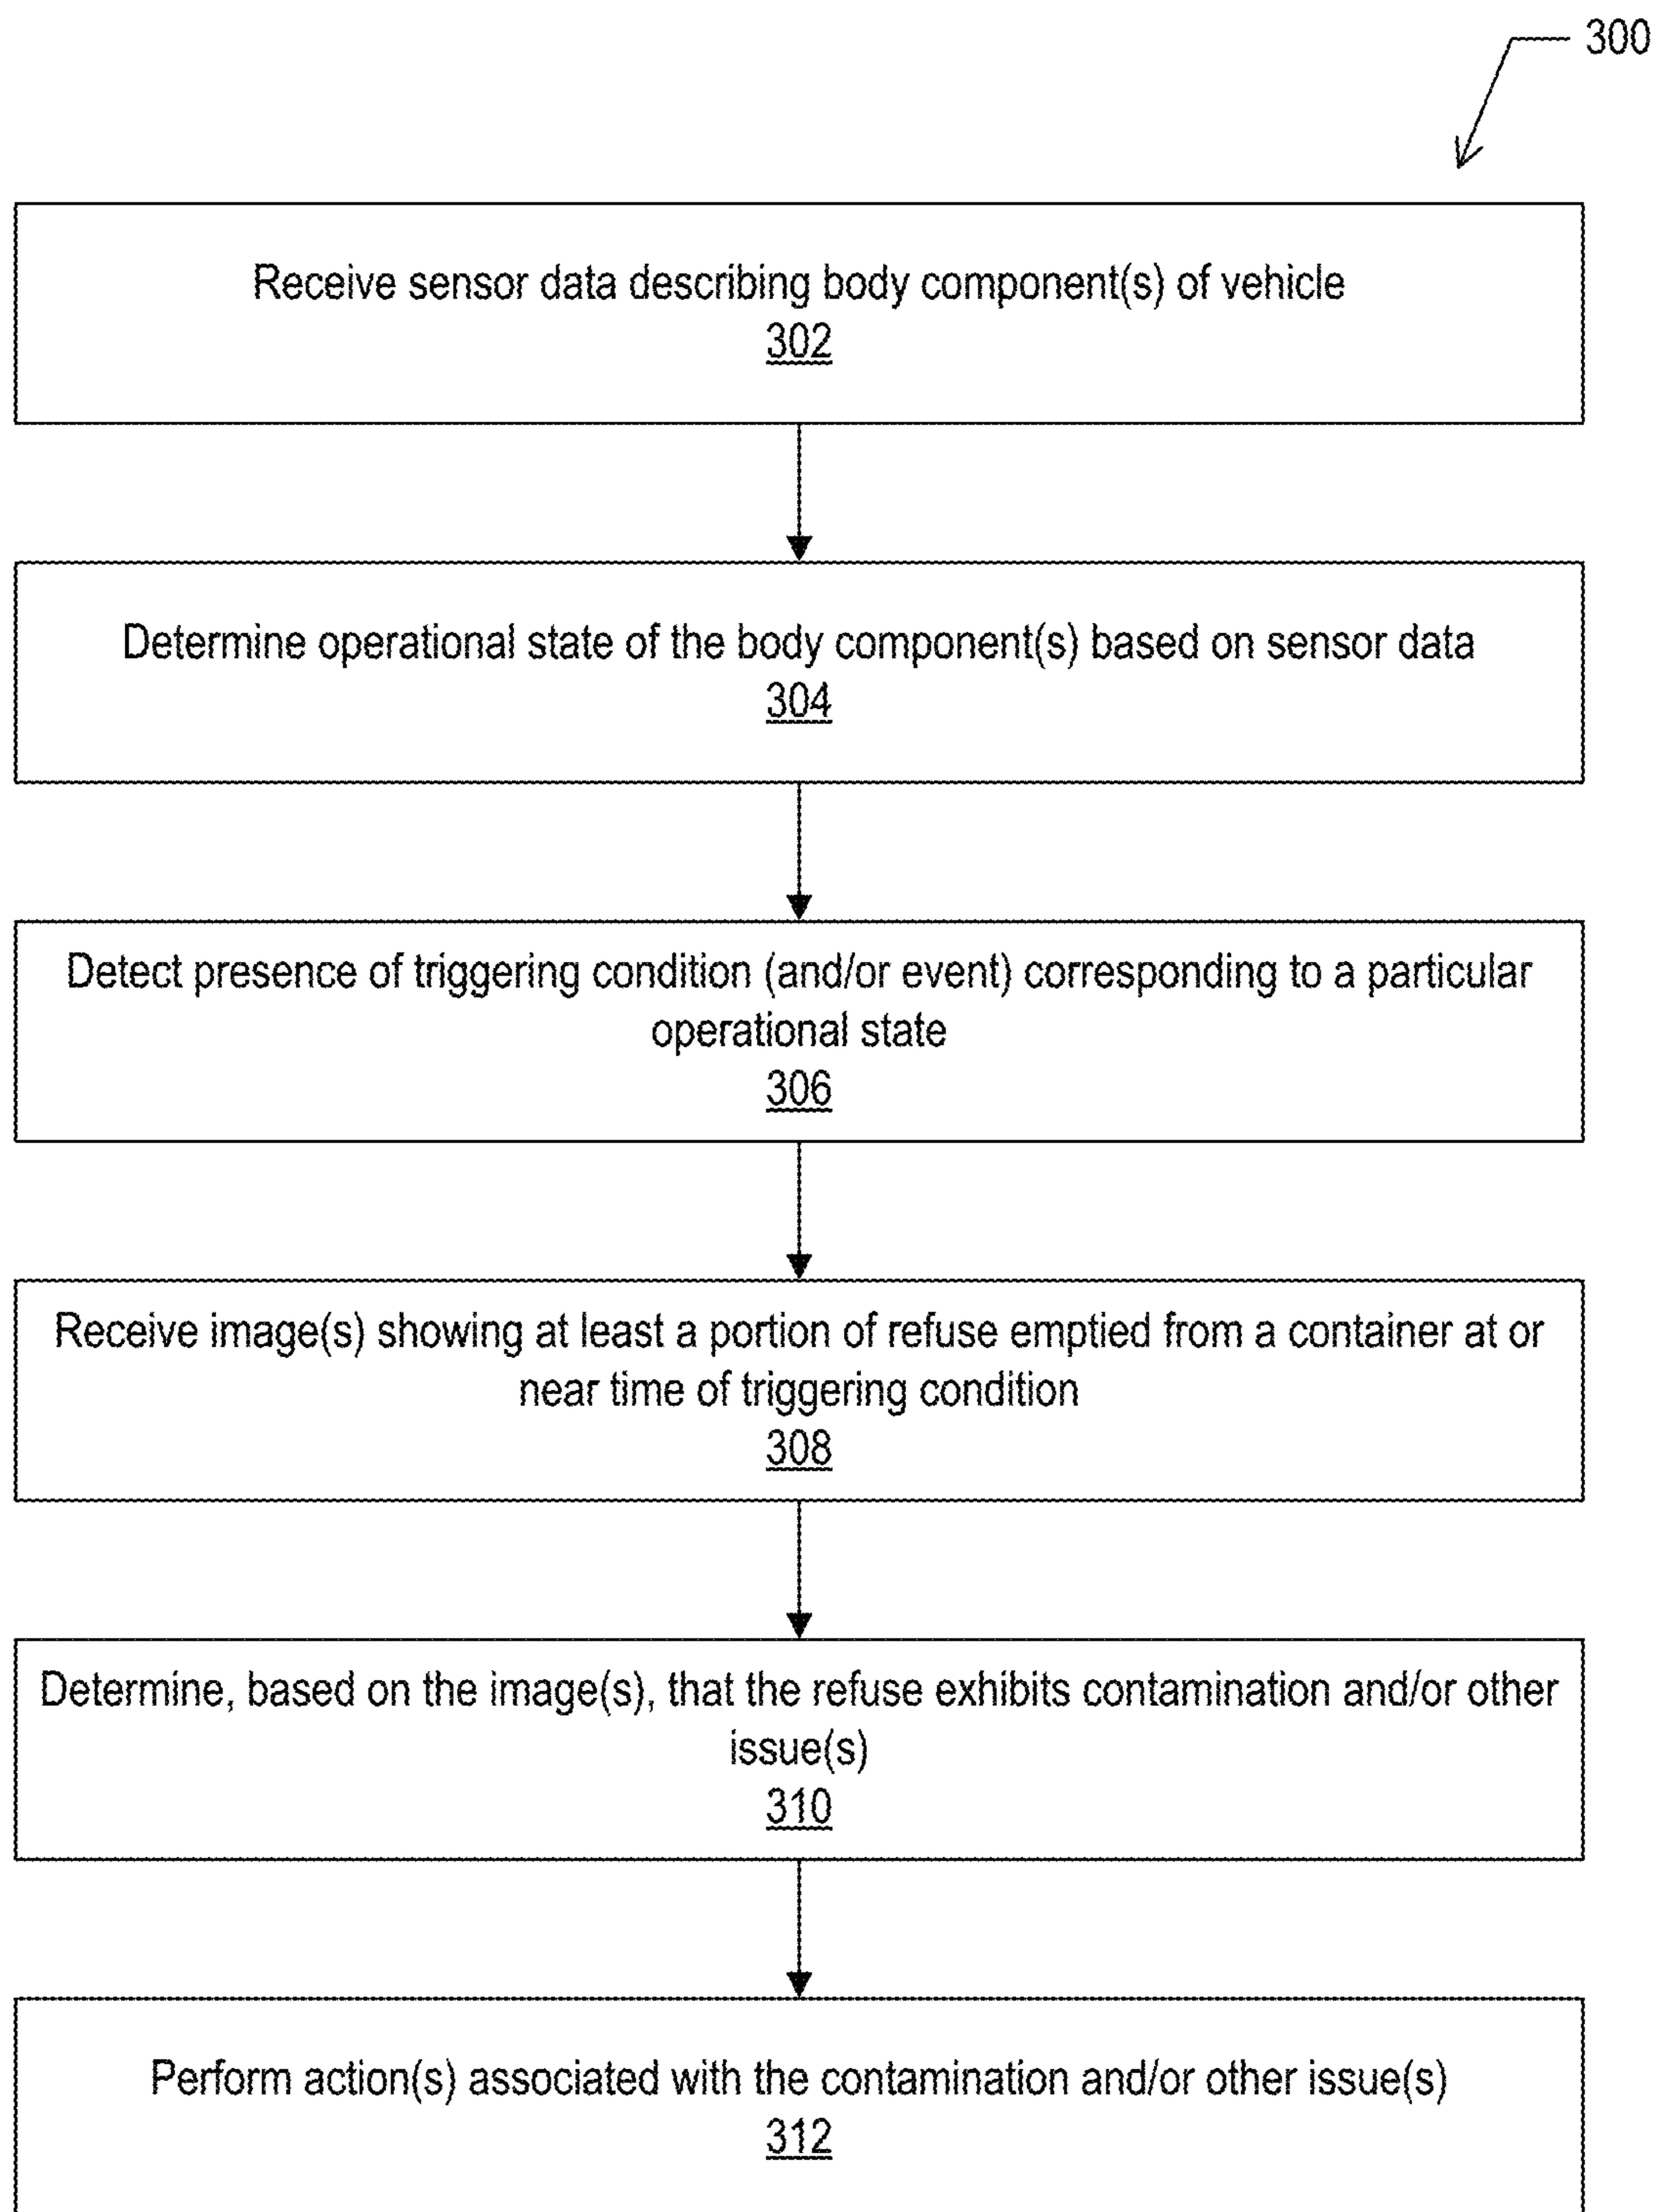 300
Receive sensor data describing body component(s) of vehicle
302
Determine operational state of the body component(s) based on sensor data
304
Detect presence of triggering condition (and/or event) corresponding to a particular
operational state
306
Receive image(s) showing at least a portion of refuse emptied from a container at or
near time of triggering condition
308
Determine, based on the image(s), that the refuse exhibits contamination and/or other
issue(s)
310
Perform action(s) associated with the contamination and/or other issue(s)
312